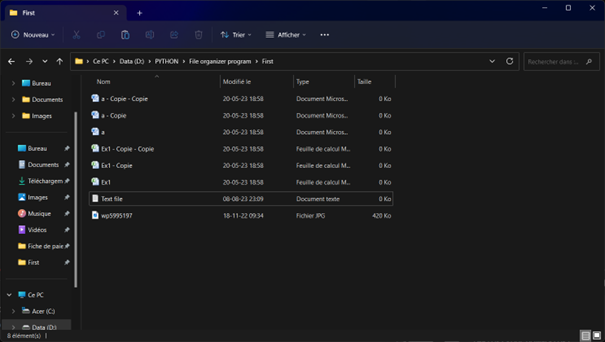 First
Nouveau
Trier
Afficher
Ce PC > Data (D:) > PYTHON > File organizer program > First
Rechercher dans : ...
Bureau
Documents
Images
Bureau
Documents
Téléchargem
Images
Musique
Vidéos
Fiche de paie
First
Ce PC
Acer (C:)
Data (D:)
Nom Modifié le Type Taille
a - Copie - Copie 20-05-23 18:58 Document Micros... 0 Ko
a - Copie 20-05-23 18:58 Document Micros... 0 Ko
a 20-05-23 18:58 Document Micros... 0 Ko
Ex1 - Copie - Copie 20-05-23 18:58 Feuille de calcul M... 0 Ko
Ex1 - Copie 20-05-23 18:58 Feuille de calcul M... 0 Ko
Ex1 20-05-23 18:58 Feuille de calcul M... 0 Ko
Text file 08-08-23 23:09 Document texte 0 Ko
wp5995197 18-11-22 09:34 Fichier JPG 420 Ko
8 élément(s)